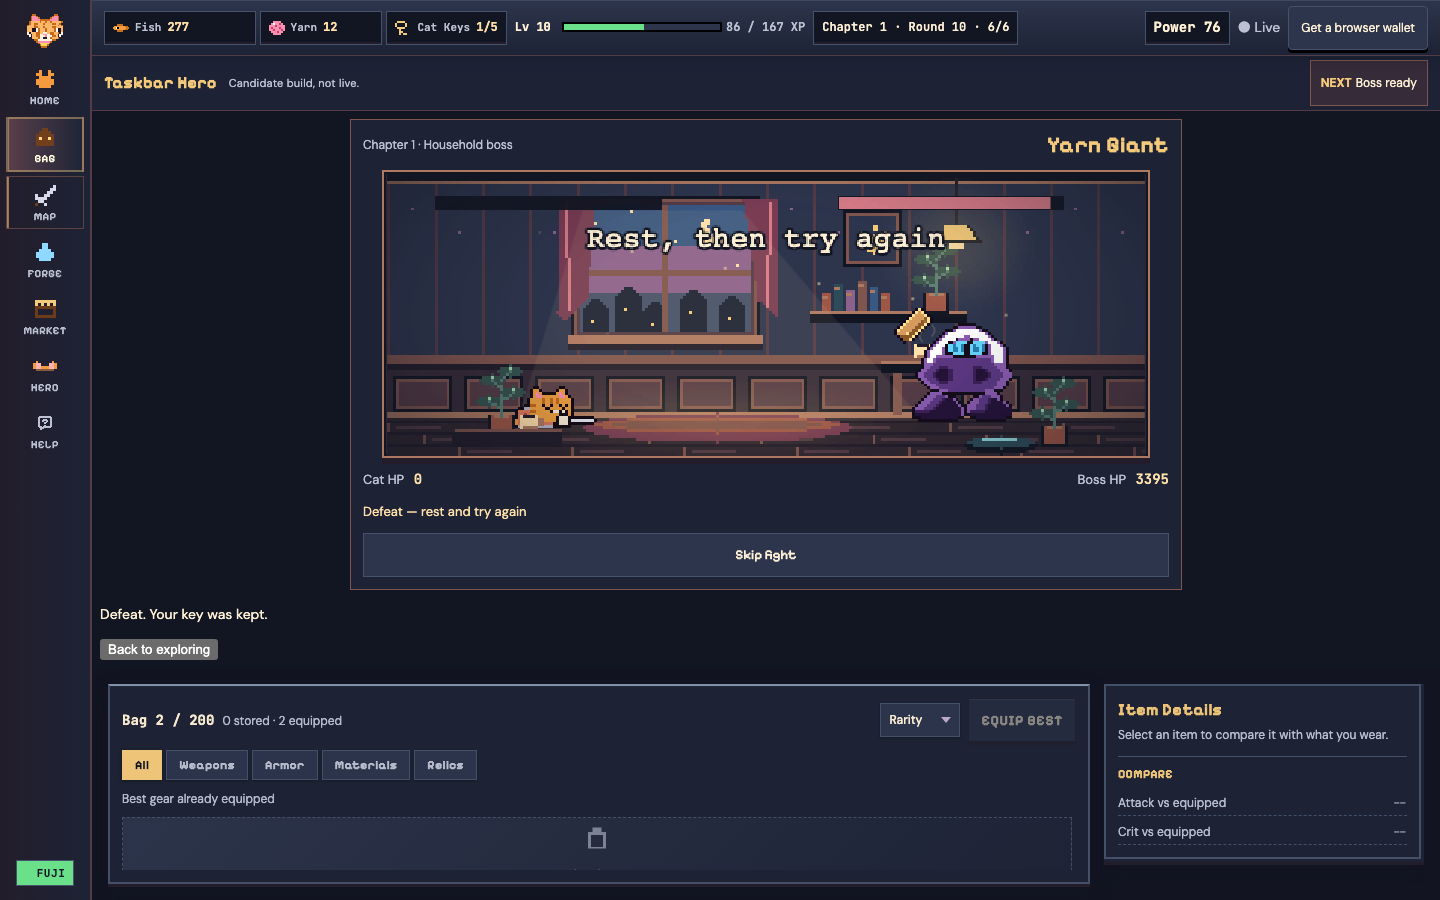 Fish 277
Yarn 12
Cat Keys 1/5
Lv 10
86 / 167 XP
Chapter 1 · Round 10 · 6/6
Power 76
Live
Get a browser wallet
HOME
BAG
MAP
FORGE
MARKET
HERO
HELP
FUJI
Taskbar Hero
Candidate build, not live.
NEXT Boss ready
Chapter 1 · Household boss
Yarn Giant
Rest, then try again
Cat HP 0
Boss HP 3395
Defeat — rest and try again
Skip fight
Defeat. Your key was kept.
Back to exploring
Bag 2 / 200
0 stored · 2 equipped
Rarity
EQUIP BEST
All
Weapons
Armor
Materials
Relics
Best gear already equipped
Item Details
Select an item to compare it with what you wear.
COMPARE
Attack vs equipped --
Crit vs equipped --